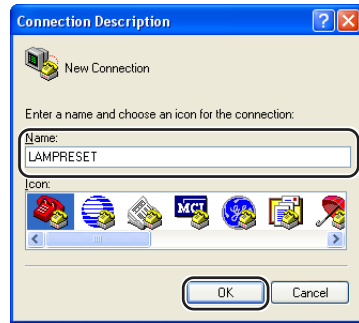 Connection Description
New Connection
Enter a name and choose an icon for the connection:
Name:
LAMPRESET
Icon:
MCI
OK Cancel